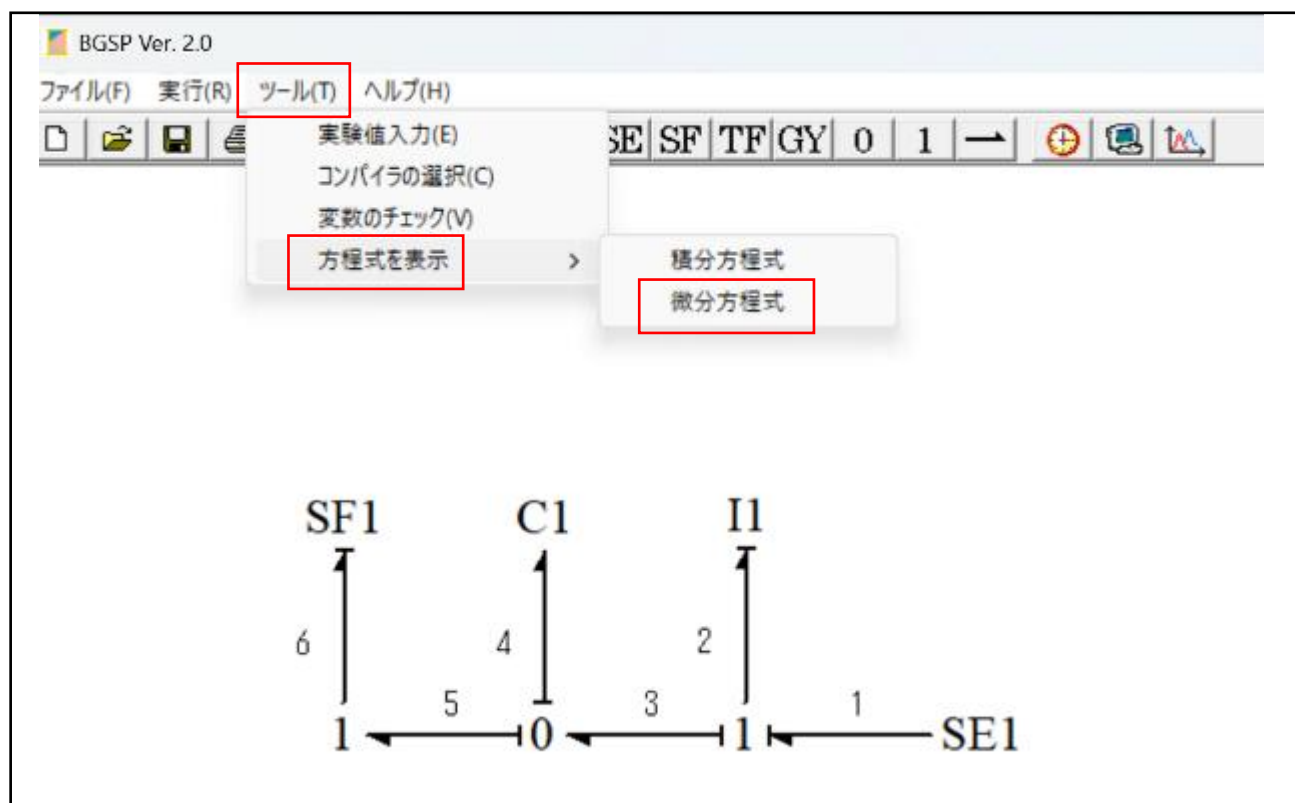 BGSP Ver. 2.0
ファイル(F) 実行(R) ツール(T) ヘルプ(H)
SE SF TF GY 0 1
実験値入力(E)
コンパイラの選択(C)
変数のチェック(V)
方程式を表示 >
積分方程式
微分方程式
SF1 C1 I1
6 4 2
5 3 1
1 0 1 SE1